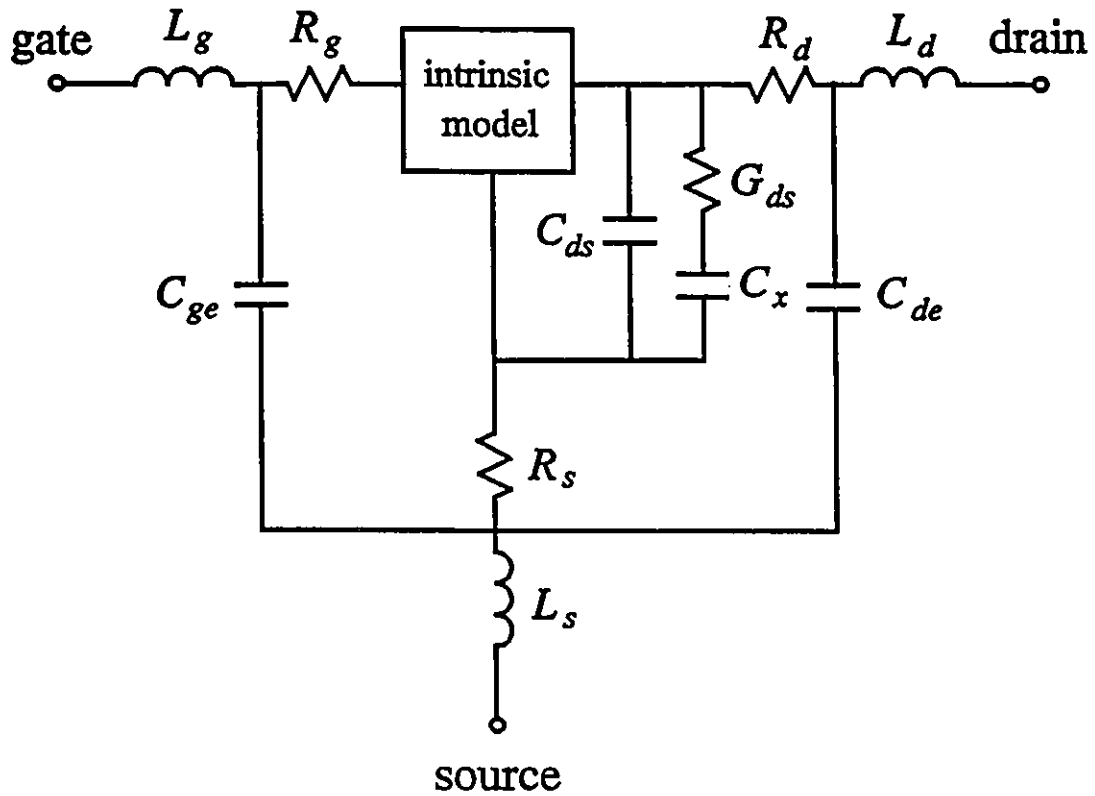 gate
L_g
R_g
intrinsic
model
R_d
L_d
drain
G_ds
C_ds
C_x
C_ge
C_de
R_s
L_s
source